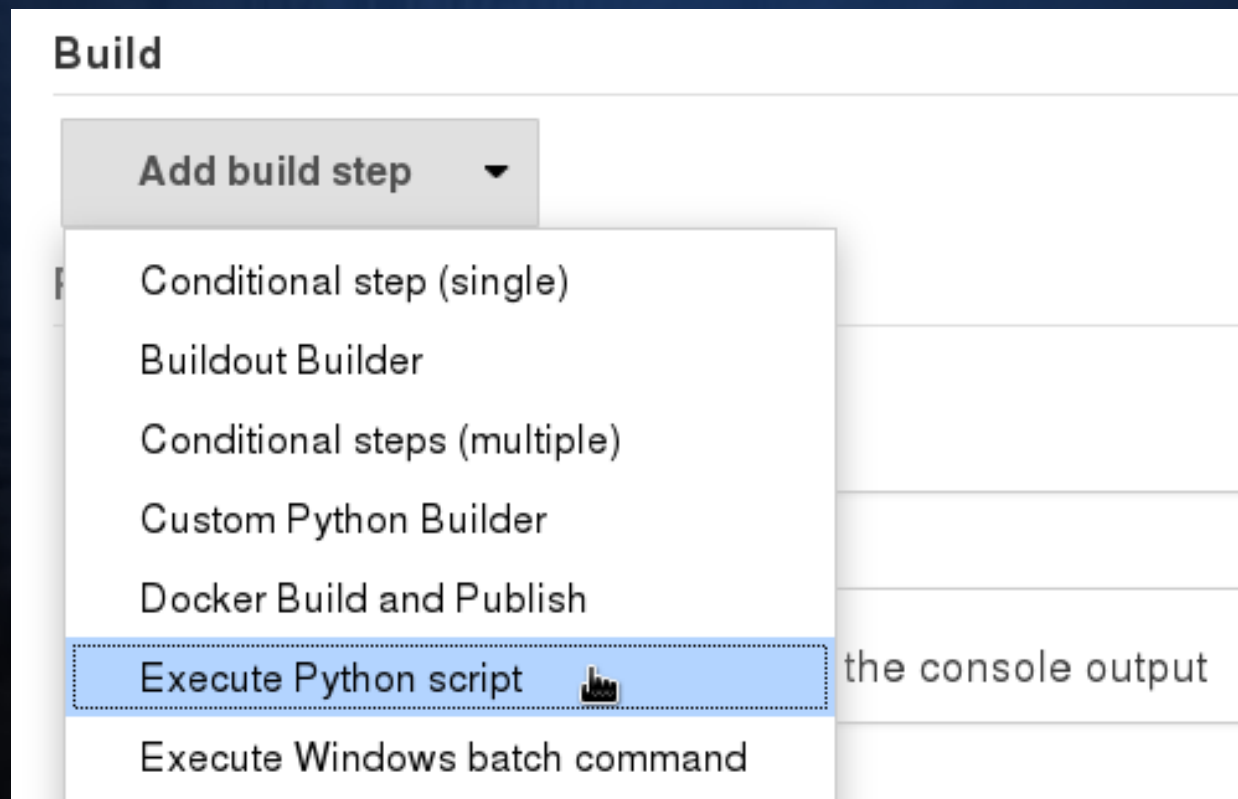 Build
Add build step
Conditional step (single)
Buildout Builder
Conditional steps (multiple)
Custom Python Builder
Docker Build and Publish
Execute Python script
the console output
Execute Windows batch command